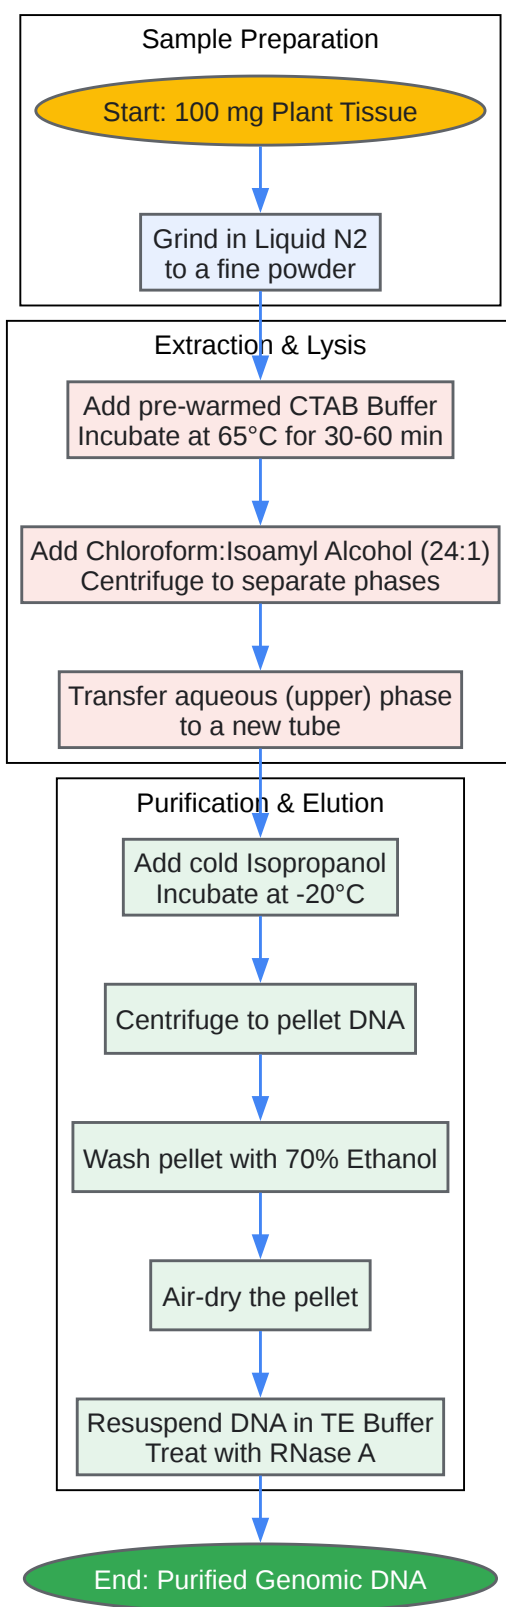 Sample Preparation
Start: 100 mg Plant Tissue
Grind in Liquid N2
to a fine powder
Extraction & Lysis
Add pre-warmed CTAB Buffer
Incubate at 65°C for 30-60 min
Add Chloroform:Isoamyl Alcohol (24:1)
Centrifuge to separate phases
Transfer aqueous (upper) phase
to a new tube
Purification & Elution
Add cold Isopropanol
Incubate at -20°C
Centrifuge to pellet DNA
Wash pellet with 70% Ethanol
Air-dry the pellet
Resuspend DNA in TE Buffer
Treat with RNase A
End: Purified Genomic DNA